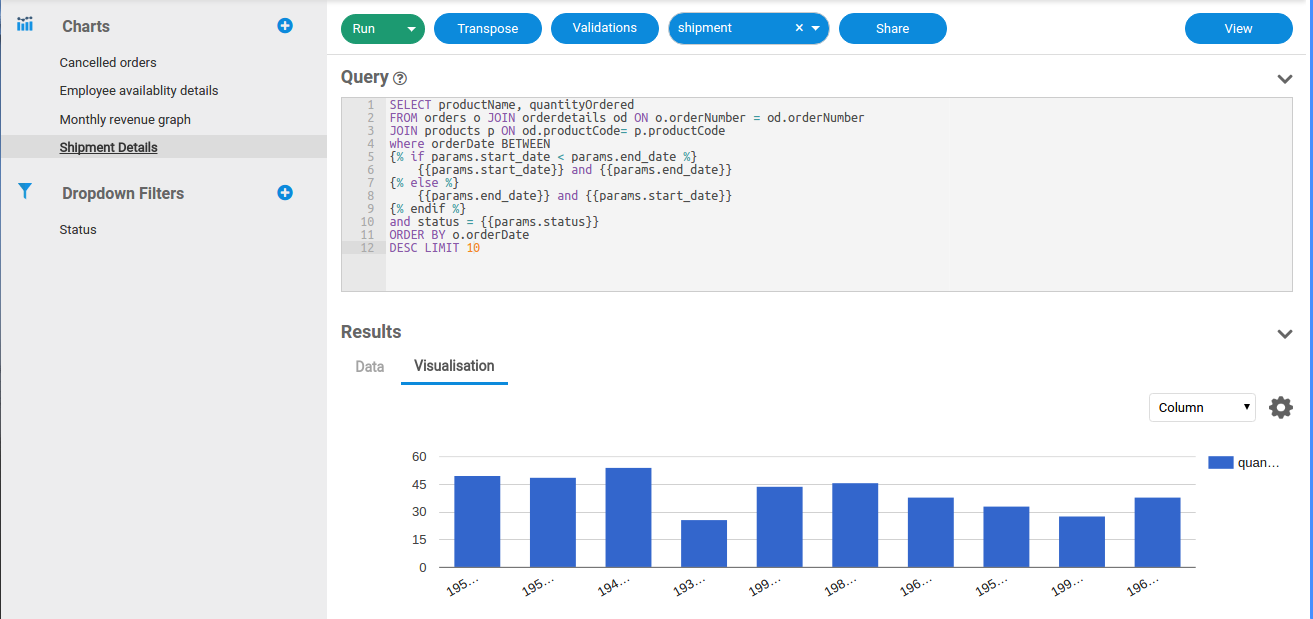 Charts
Cancelled orders
Employee availablity details
Monthly revenue graph
Shipment Details
Dropdown Filters
Status
Run Transpose Validations shipment × Share View
Query ?
1 SELECT productName, quantityOrdered
2 FROM orders o JOIN orderdetails od ON o.orderNumber = od.orderNumber
3 JOIN products p ON od.productCode= p.productCode
4 where orderDate BETWEEN
5 {% if params.start_date < params.end_date %}
6 {{params.start_date}} and {{params.end_date}}
7 {% else %}
8 {{params.end_date}} and {{params.start_date}}
9 {% endif %}
10 and status = {{params.status}}
11 ORDER BY o.orderDate
12 DESC LIMIT 10
Results
Data Visualisation
Column
60
45
30
15
0
quan...
195... 195... 194... 193... 199... 198... 196... 195... 199... 196...